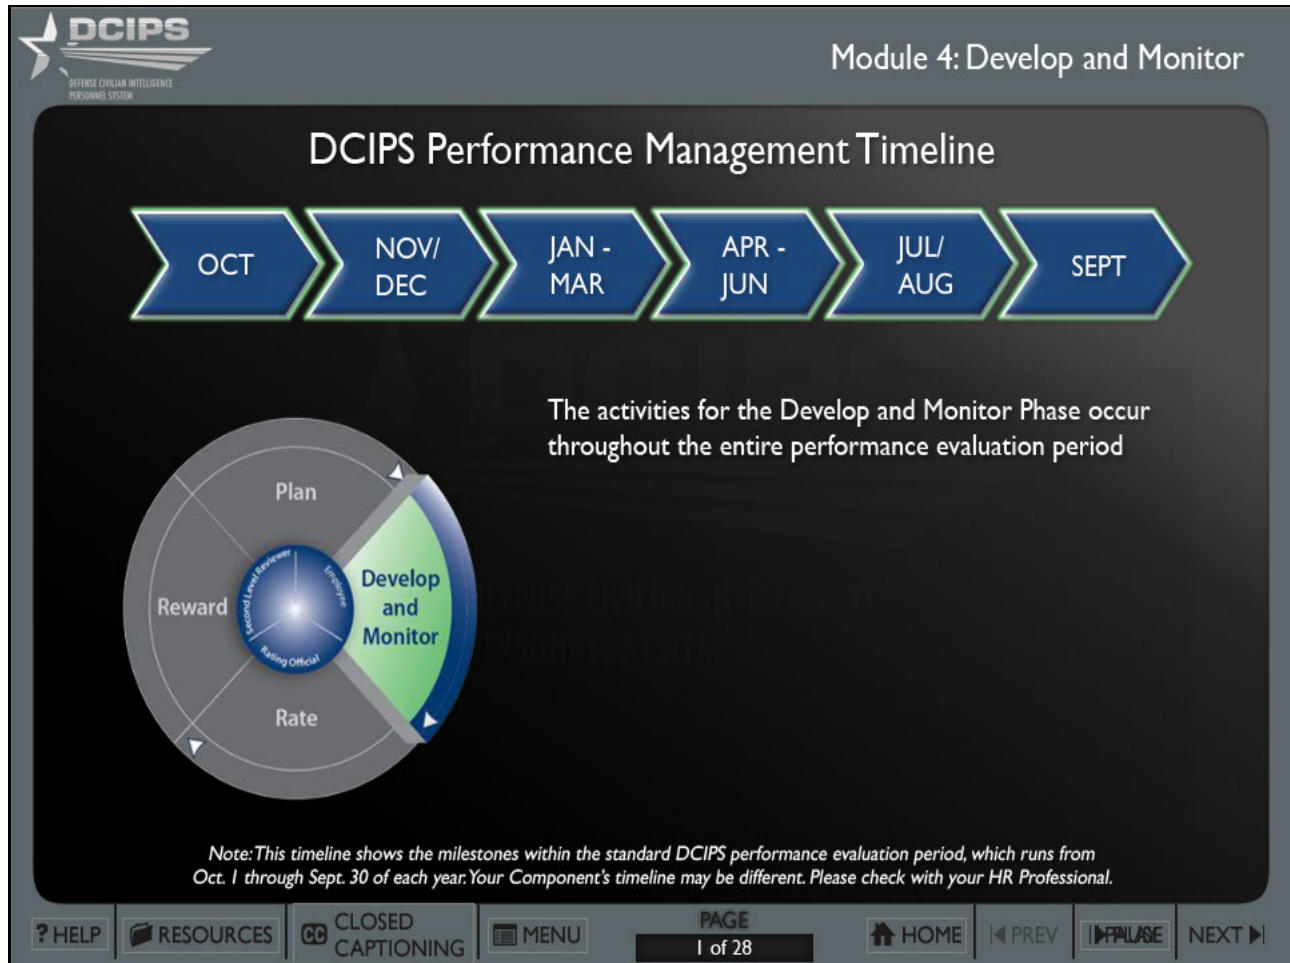 DCIPS
DEFENSE CIVILIAN INTELLIGENCE
PERSONNEL SYSTEM
Module 4: Develop and Monitor
DCIPS Performance Management Timeline
OCT
NOV/
DEC
JAN -
MAR
APR -
JUN
JUL/
AUG
SEPT
The activities for the Develop and Monitor Phase occur
throughout the entire performance evaluation period
Plan
Second Level Reviewer
Employee
Rating Official
Reward
Develop
and
Monitor
Rate
Note: This timeline shows the milestones within the standard DCIPS performance evaluation period, which runs from
Oct. 1 through Sept. 30 of each year. Your Component's timeline may be different. Please check with your HR Professional.
? HELP
RESOURCES
CC CLOSED
CAPTIONING
MENU
PAGE
1 of 28
HOME
PREV
NEXT